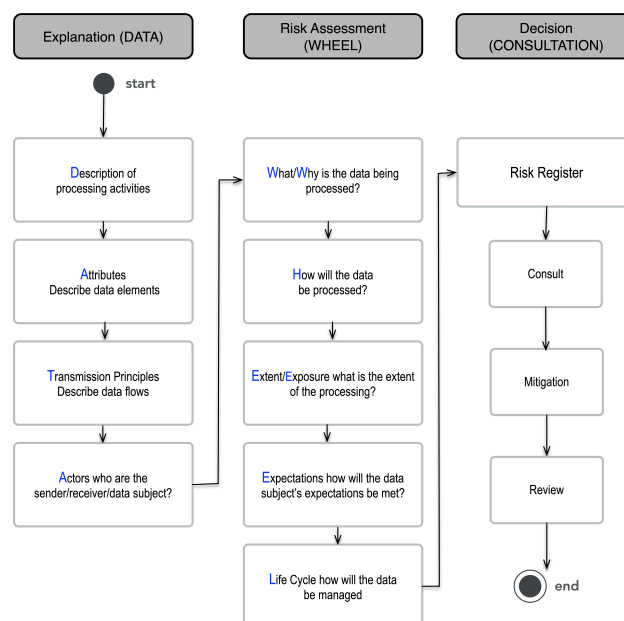 Explanation (DATA)
start
Description of
processing activities
Attributes
Describe data elements
Transmission Principles
Describe data flows
Actors who are the
sender/receiver/data subject?
Risk Assessment
(WHEEL)
What/Why is the data being
processed?
How will the data
be processed?
Extent/Exposure what is the extent
of the processing?
Expectations how will the data
subject's expectations be met?
Life Cycle how will the data
be managed
Decision
(CONSULTATION)
Risk Register
Consult
Mitigation
Review
end